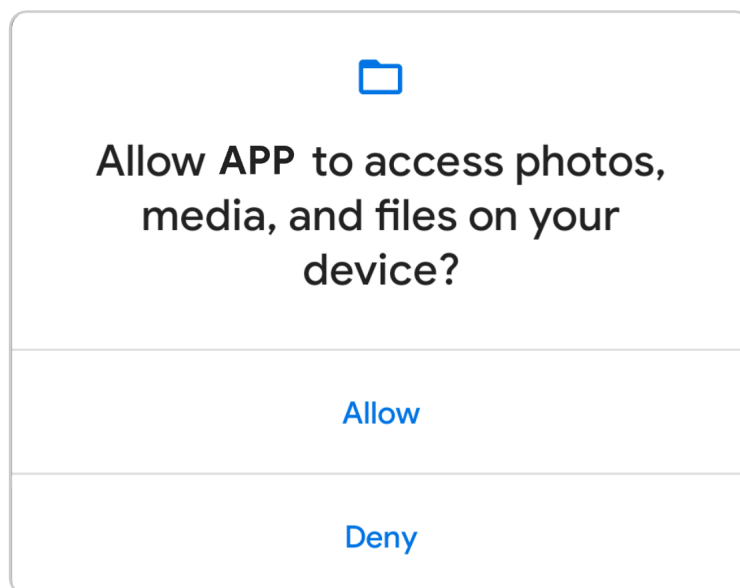 Allow APP to access photos,
media, and files on your
device?
Allow
Deny